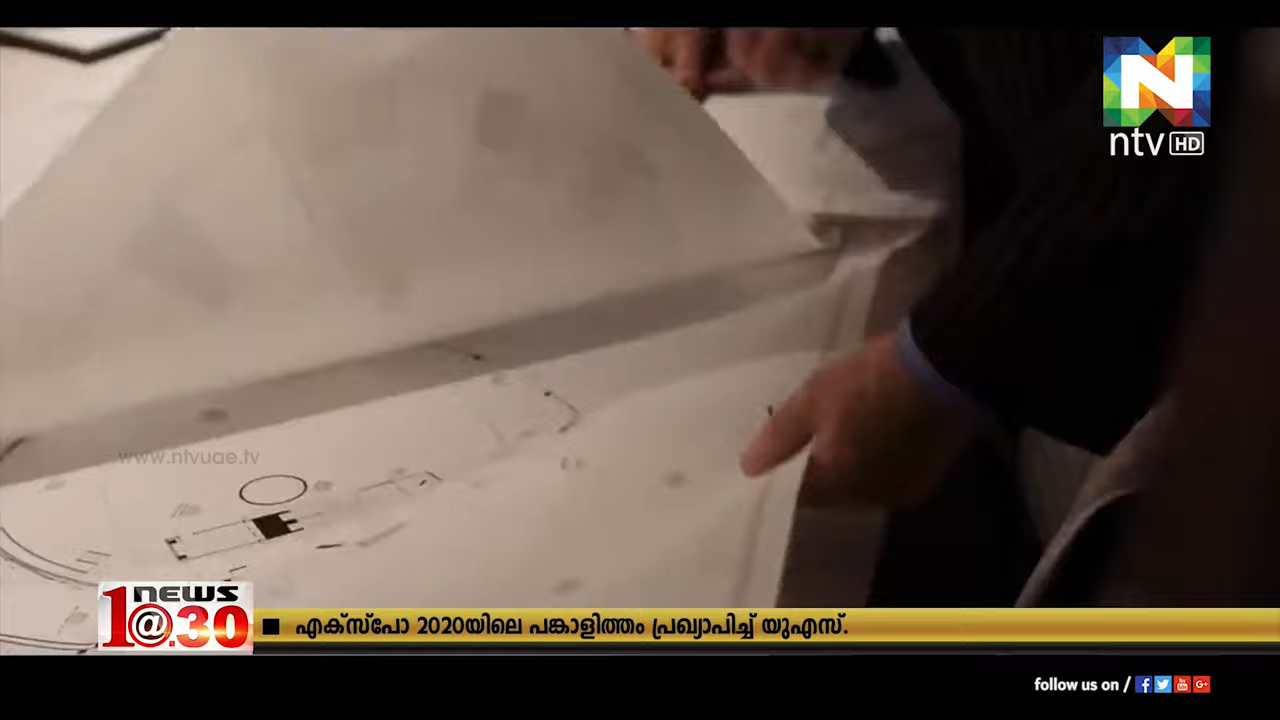 N
ntv HD
www.ntvuae.tv
NEWS
1@.30
എക്സ്പോ 2020യിലെ പങ്കാളിത്തം പ്രഖ്യാപിച്ച് യുഎസ്.
follow us on /